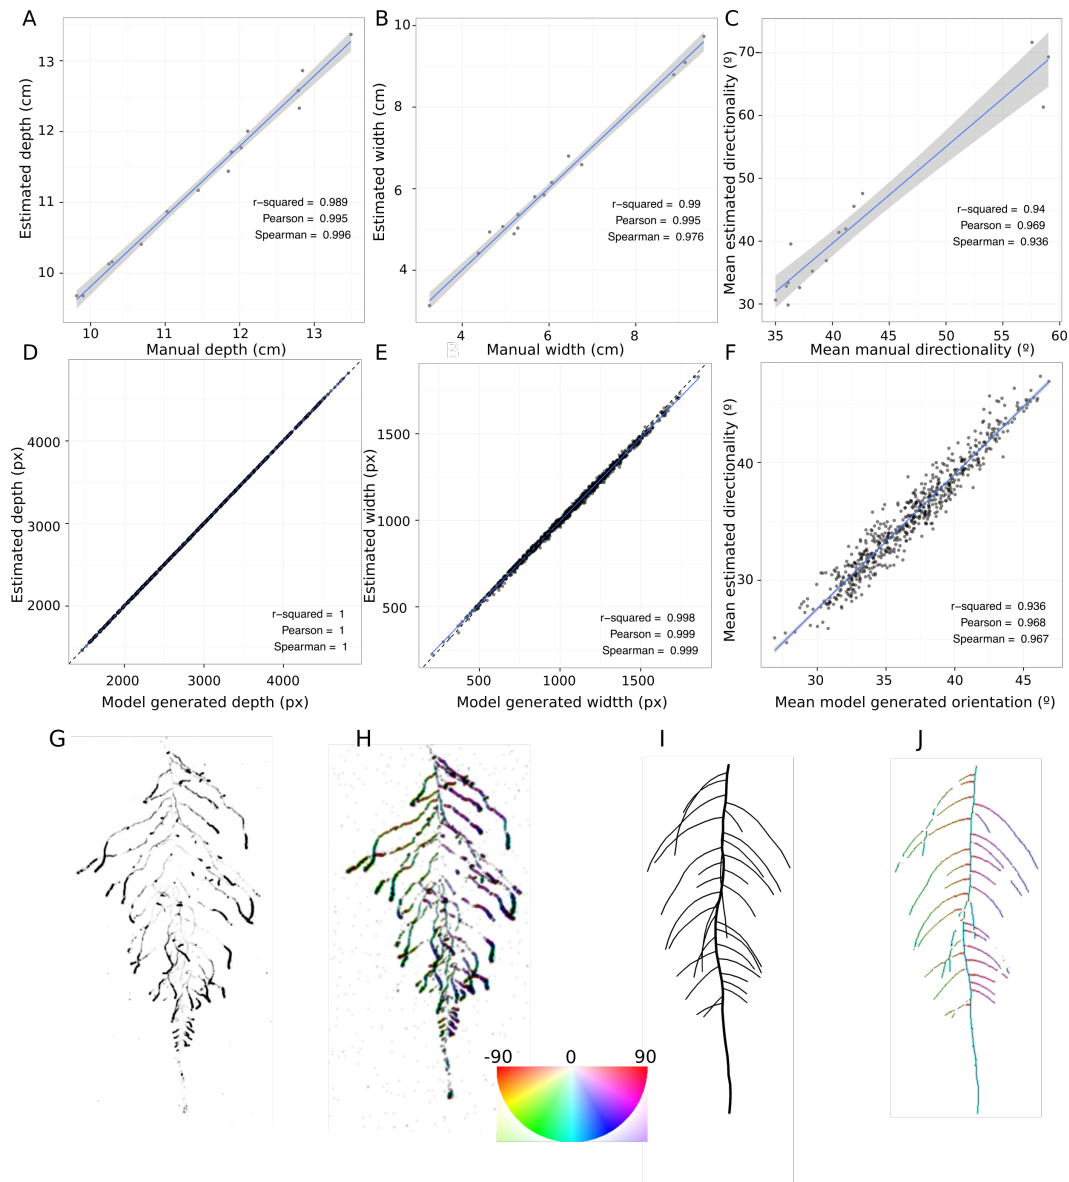 A
B
C
Estimated depth (cm)
13
12
11
10
r-squared = 0.989
Pearson = 0.995
Spearman = 0.996
10
11
12
13
Manual depth (cm)
Estimated width (cm)
10
8
6
4
r-squared = 0.99
Pearson = 0.995
Spearman = 0.976
4
6
8
Manual width (cm)
Mean estimated directionality (º)
70
60
50
40
30
r-squared = 0.94
Pearson = 0.969
Spearman = 0.936
35
40
45
50
55
60
Mean manual directionality (º)
D
B
E
F
Estimated depth (px)
4000
3000
2000
r-squared = 1
Pearson = 1
Spearman = 1
2000
3000
4000
Model generated depth (px)
Estimated width (px)
1500
1000
500
r-squared = 0.998
Pearson = 0.999
Spearman = 0.999
500
1000
1500
Model generated widtth (px)
Mean estimated directionality (º)
40
30
r-squared = 0.936
Pearson = 0.968
Spearman = 0.967
30
35
40
45
Mean model generated orientation (º)
G
H
I
J
-90
0
90